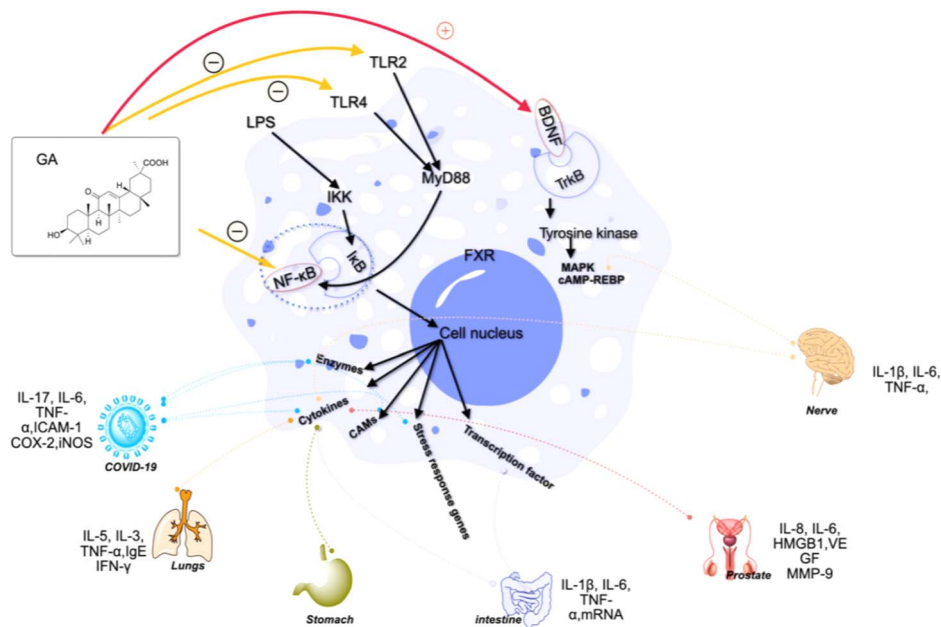 GA
COOH
O
H
H
HO
H
+
−
−
−
TLR2
TLR4
LPS
BDNF
TrkB
MyD88
IKK
IκB
NF-κB
Tyrosine kinase
MAPK
cAMP-REBP
FXR
Cell nucleus
Enzymes
Cytokines
CAMs
Stress response genes
Transcription factor
IL-17, IL-6,
TNF-
α,ICAM-1
COX-2,iNOS
COVID-19
IL-5, IL-3,
TNF-α,IgE
IFN-γ
Lungs
Stomach
intestine
IL-1β, IL-6,
TNF-
α,mRNA
Prostate
IL-8, IL-6,
HMGB1,VE
GF
MMP-9
Nerve
IL-1β, IL-6,
TNF-α,